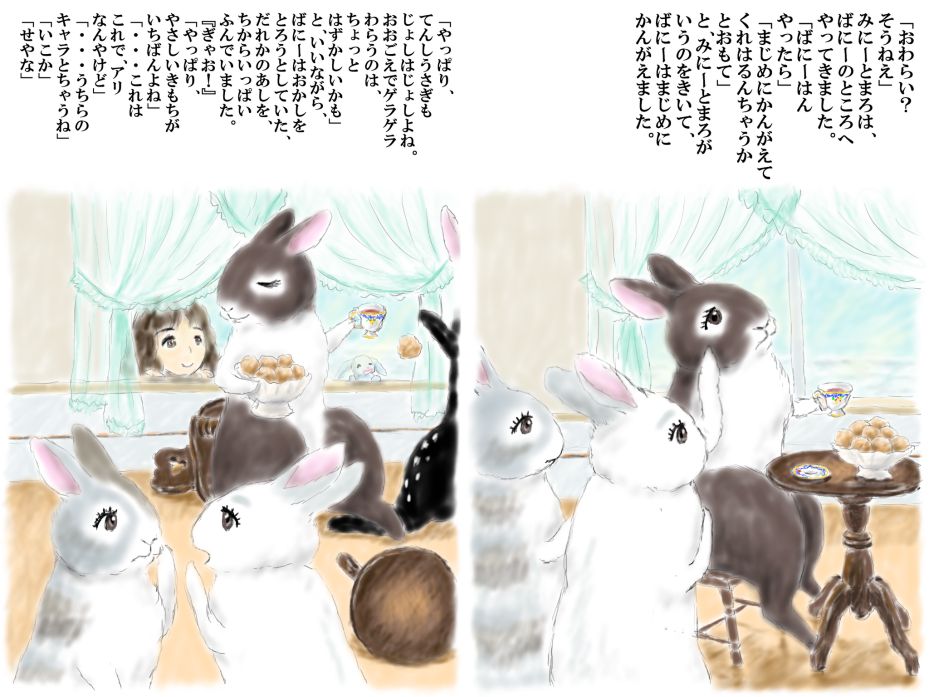 「おわらい？
そうねえ」
みにーとまろは、
ばにーのところへ
やってきました。
「ばにーはん
やったら」
「まじめにかんがえて
くれはるんちゃうか
とおもて」
と、みにーとまろが
いうのをきいて、
ばにーはまじめに
かんがえました。
「やっぱり、
てんしうさぎも
じょしはじょしよね。
おおごえでゲラゲラ
わらうのは、
ちょっと
はずかしいかも」
と、いいながら、
ばにーはおかしを
とろうとしていた、
だれかのあしを、
ちからいっぱい
ふんでいました。
『ぎゃお！』
「やっぱり、
やさしいきもちが
いちばんよね」
「・・・これは
これで、アリ
なんやけど」
「・・・うちらの
キャラとちゃうね」
「いこか」
「せやな」